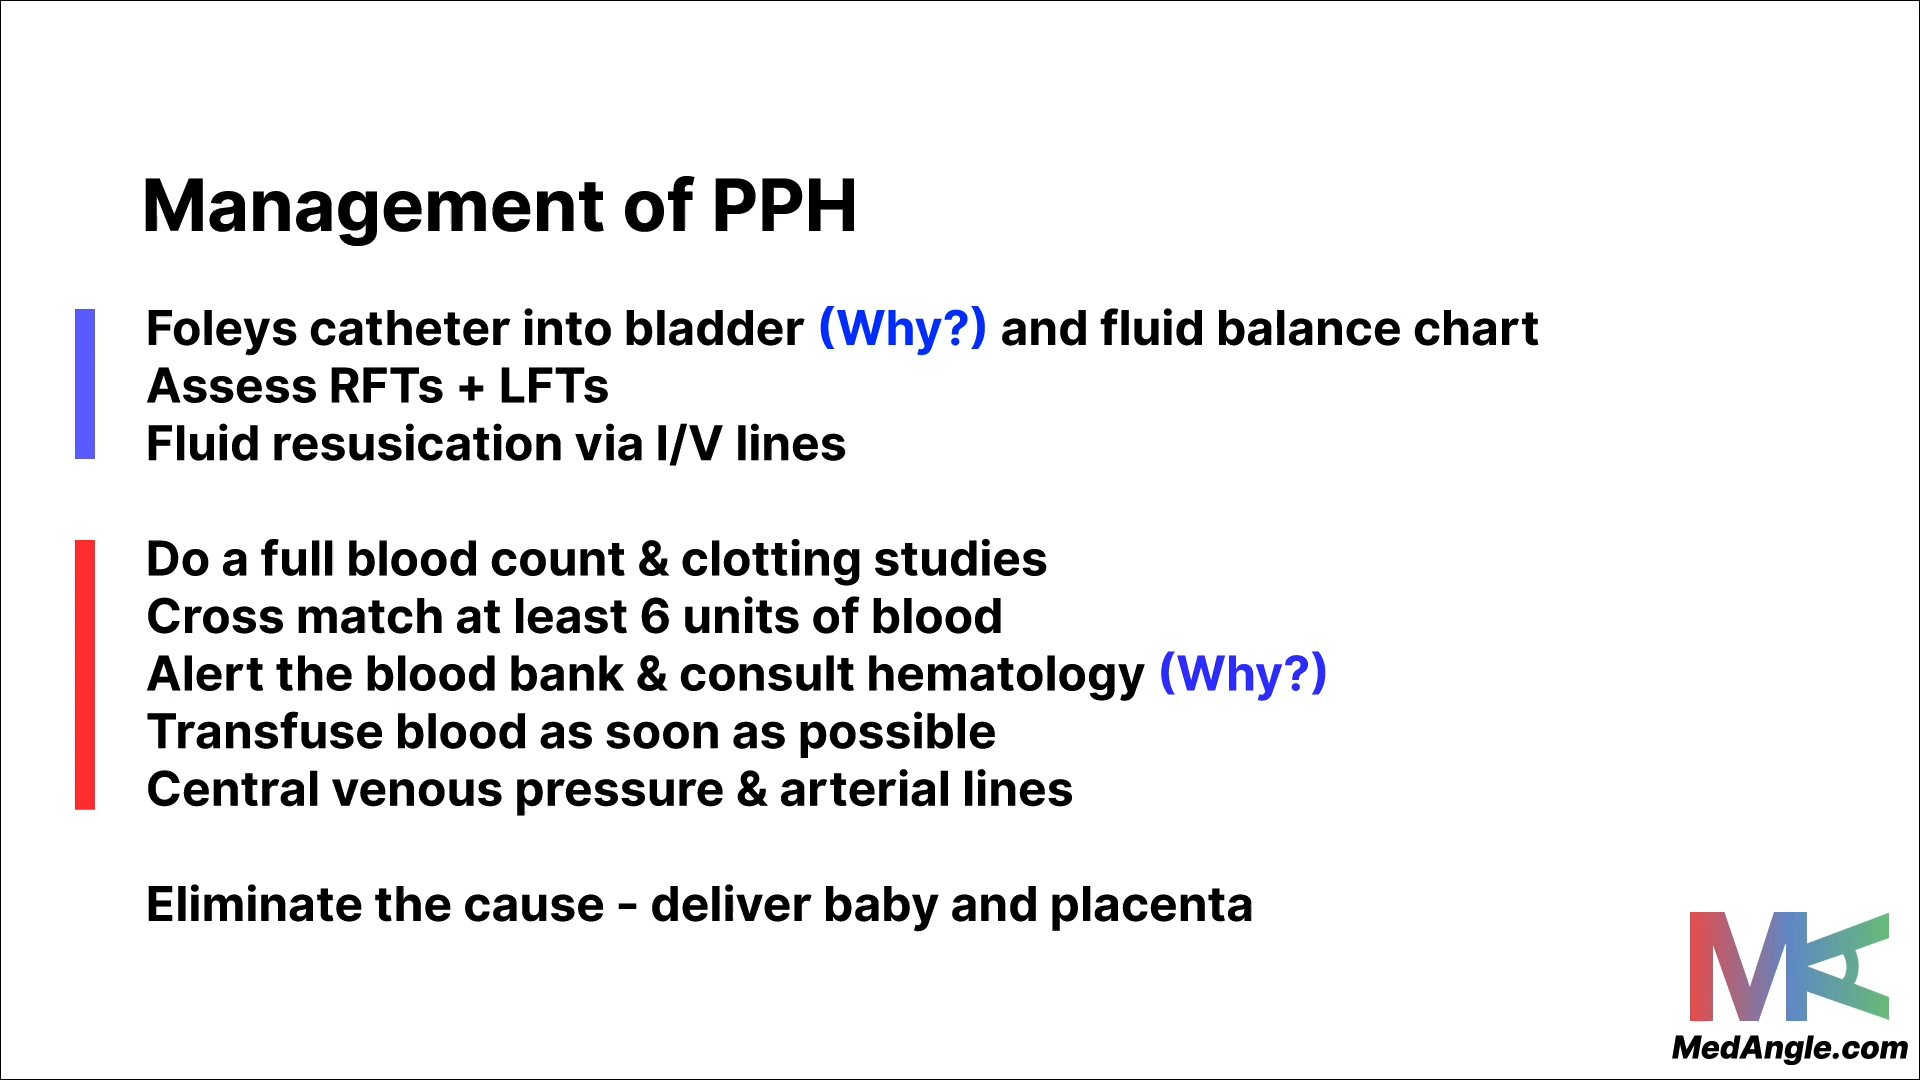 Management of PPH
Foleys catheter into bladder (Why?) and fluid balance chart
Assess RFTs + LFTs
Fluid resusication via I/V lines
Do a full blood count & clotting studies
Cross match at least 6 units of blood
Alert the blood bank & consult hematology (Why?)
Transfuse blood as soon as possible
Central venous pressure & arterial lines
Eliminate the cause - deliver baby and placenta
MA
MedAngle.com